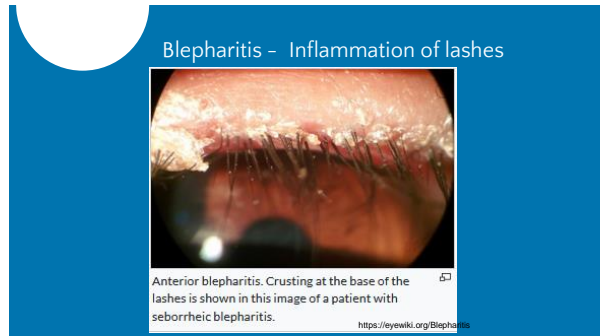 Blepharitis - Inflammation of lashes
Anterior blepharitis. Crusting at the base of the
lashes is shown in this image of a patient with
seborrheic blepharitis.
https://eyewiki.org/Blepharitis